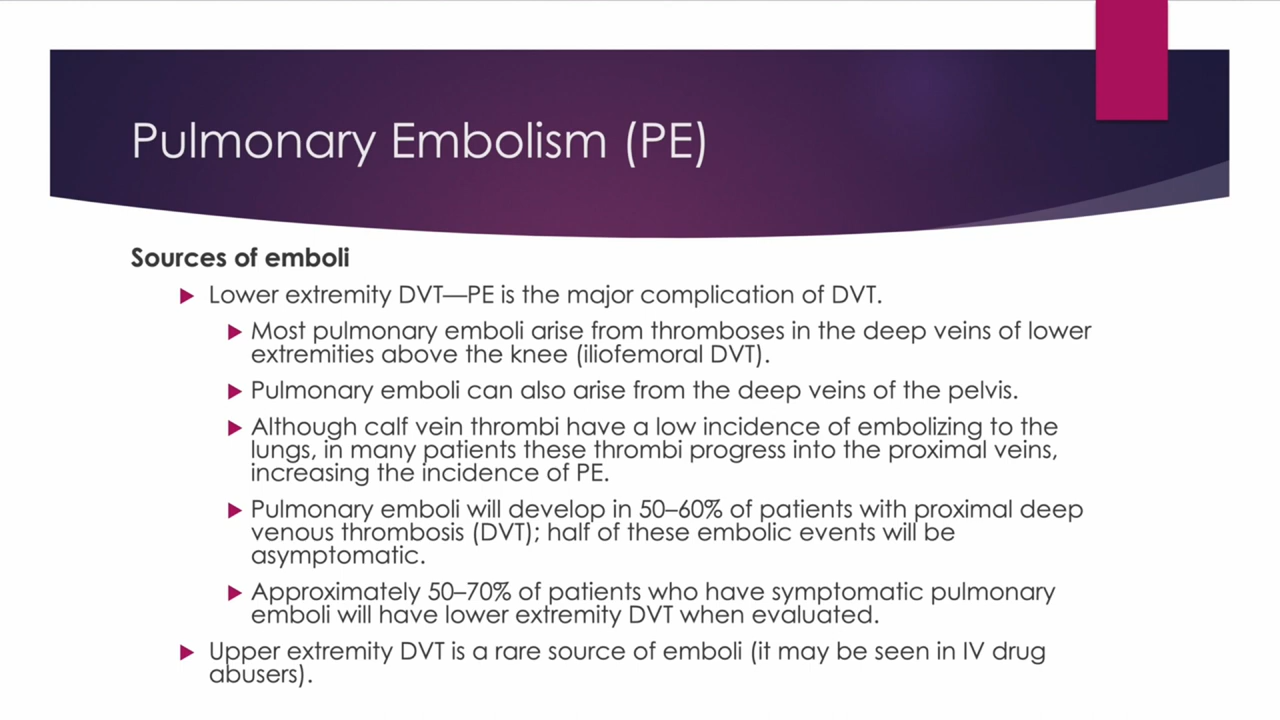 Pulmonary Embolism (PE)
Sources of emboli
Lower extremity DVT—PE is the major complication of DVT.
Most pulmonary emboli arise from thromboses in the deep veins of lower
extremities above the knee (iliofemoral DVT).
Pulmonary emboli can also arise from the deep veins of the pelvis.
Although calf vein thrombi have a low incidence of embolizing to the
lungs, in many patients these thrombi progress into the proximal veins,
increasing the incidence of PE.
Pulmonary emboli will develop in 50–60% of patients with proximal deep
venous thrombosis (DVT); half of these embolic events will be
asymptomatic.
Approximately 50–70% of patients who have symptomatic pulmonary
emboli will have lower extremity DVT when evaluated.
Upper extremity DVT is a rare source of emboli (it may be seen in IV drug
abusers).